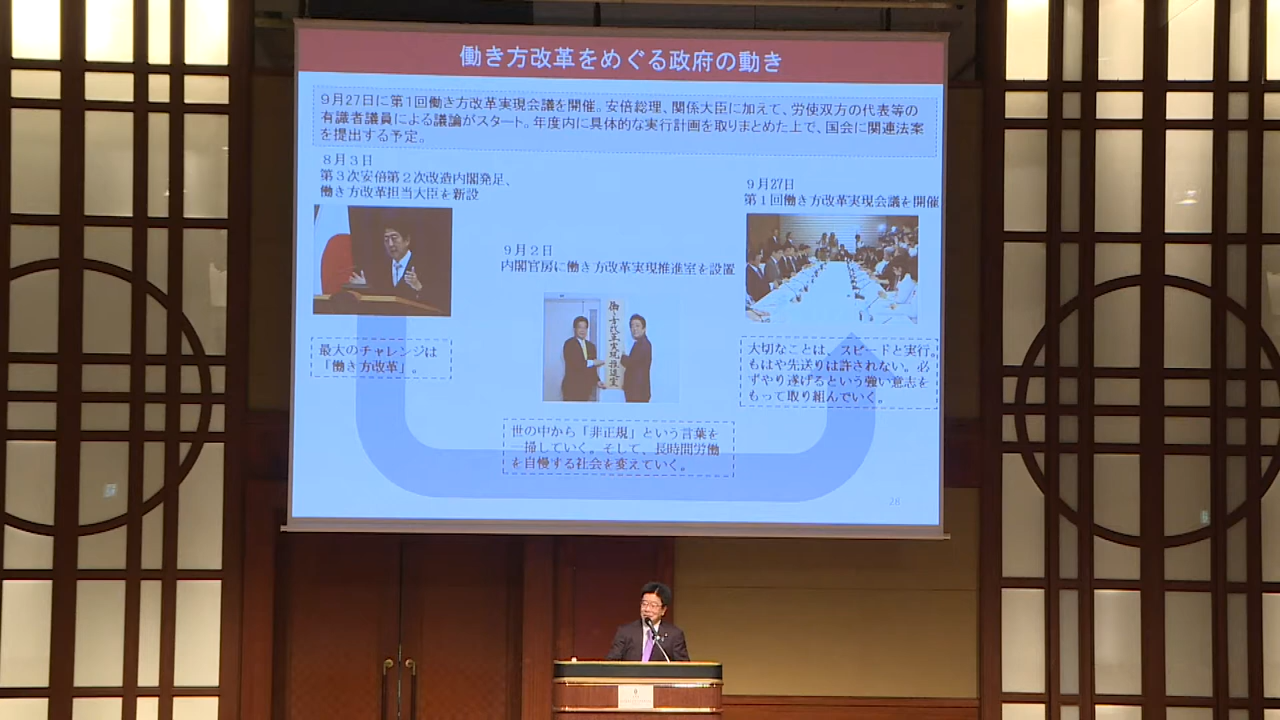 働き方改革をめぐる政府の動き
9月27日に第1回働き方改革実現会議を開催。安倍総理、関係大臣に加えて、労使双方の代表等の
有識者議員による議論がスタート。年度内に具体的な実行計画を取りまとめた上で、国会に関連法案
を提出する予定。
８月３日
第３次安倍第２次改造内閣発足、
働き方改革担当大臣を新設
最大のチャレンジは
「働き方改革」。
９月２日
内閣官房に働き方改革実現推進室を設置
世の中から「非正規」という言葉を
一掃していく。そして、長時間労働
を自慢する社会を変えていく。
９月27日
第１回働き方改革実現会議を開催
大切なことは、スピードと実行。
もはや先送りは許されない。必
ずやり遂げるという強い意志を
もって取り組んでいく。
28